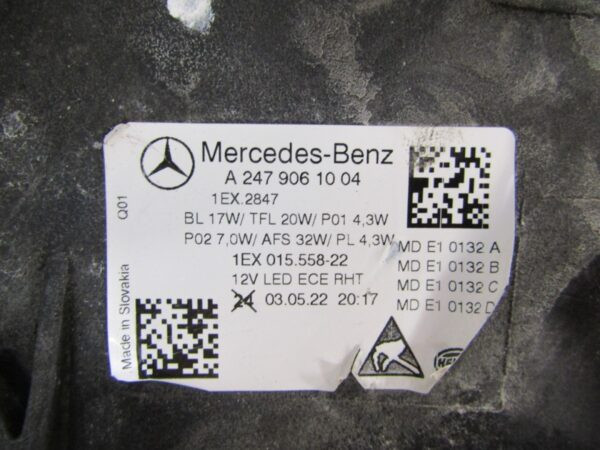 Mercedes-Benz
A 247 906 10 04
1EX.2847
BL 17W/ TFL 20W/ P01 4,3W
P02 7,0W/ AFS 32W/ PL 4,3W
1EX 015.558-22
12V LED ECE RHT
24 03.05.22 20:17
MD E1 0132 A
MD E1 0132 B
MD E1 0132 C
MD E1 0132 D
Made in Slovakia
Q01